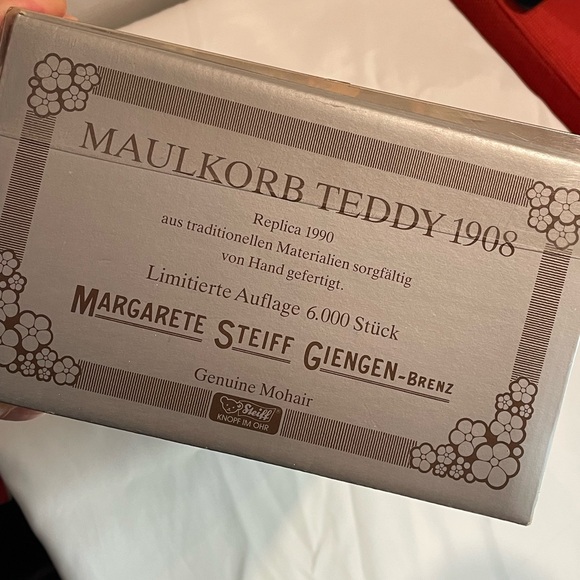 MAULKORB TEDDY 1908
Replica 1990
aus traditionellen Materialien sorgfältig
von Hand gefertigt.
Limitierte Auflage 6.000 Stück
MARGARETE STEIFF GIENGEN-BRENZ
Genuine Mohair
Steiff
KNOPF IM OHR